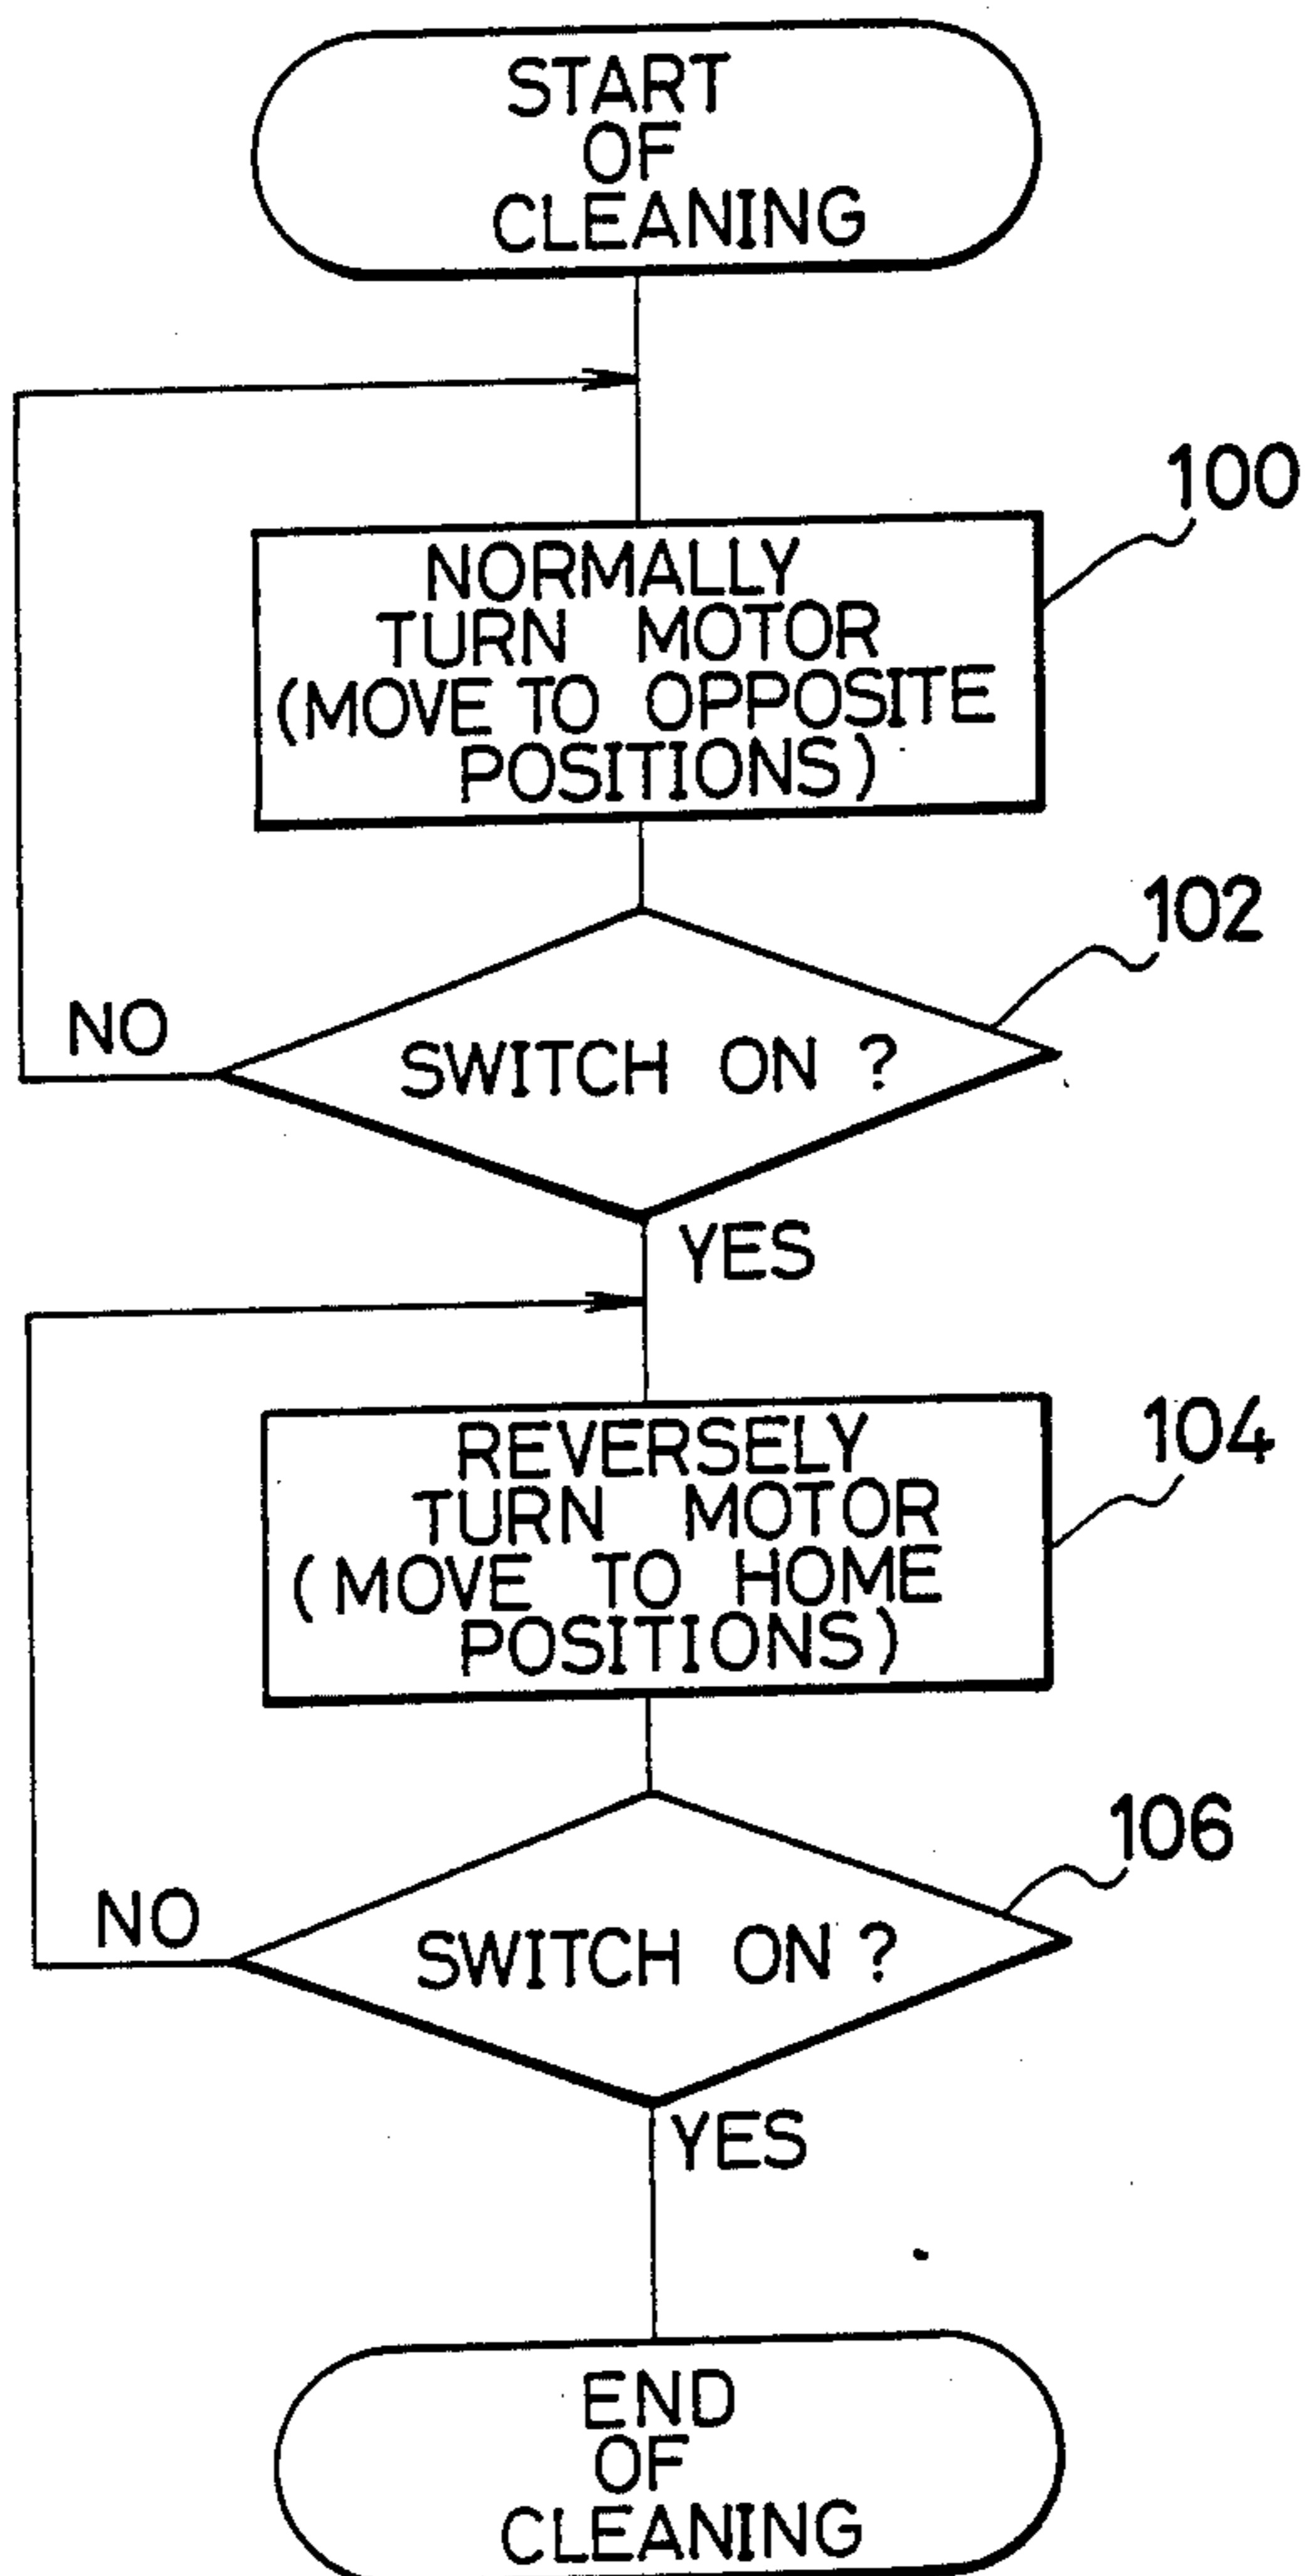 START
OF
CLEANING
100
NORMALLY
TURN MOTOR
(MOVE TO OPPOSITE
POSITIONS)
102
NO
SWITCH ON ?
YES
104
REVERSELY
TURN MOTOR
(MOVE TO HOME
POSITIONS)
106
NO
SWITCH ON ?
YES
END
OF
CLEANING